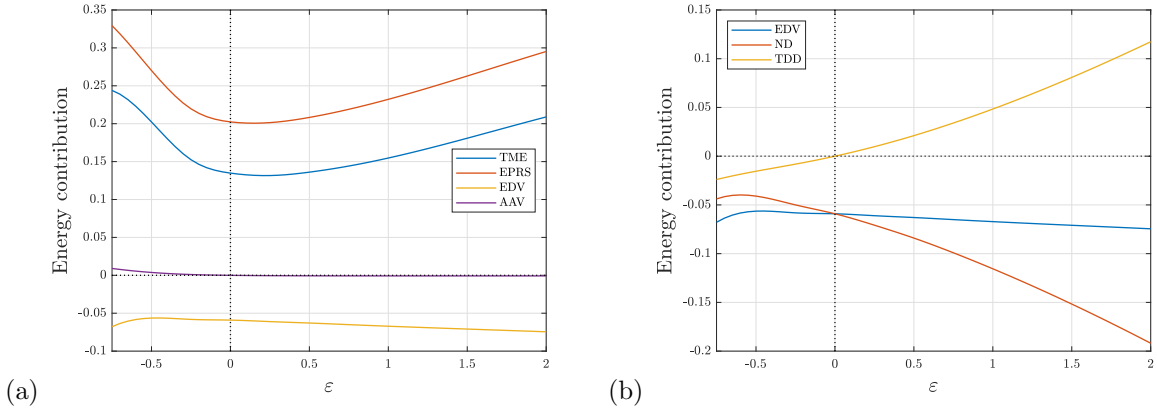 0.35
0.3
0.25
0.2
0.15
0.1
0.05
0
-0.05
-0.1
Energy contribution
-0.5
0
0.5
1
1.5
2
ε
TME
EPRS
EDV
AAV
(a)
0.15
0.1
0.05
0
-0.05
-0.1
-0.15
-0.2
Energy contribution
-0.5
0
0.5
1
1.5
2
ε
EDV
ND
TDD
(b)